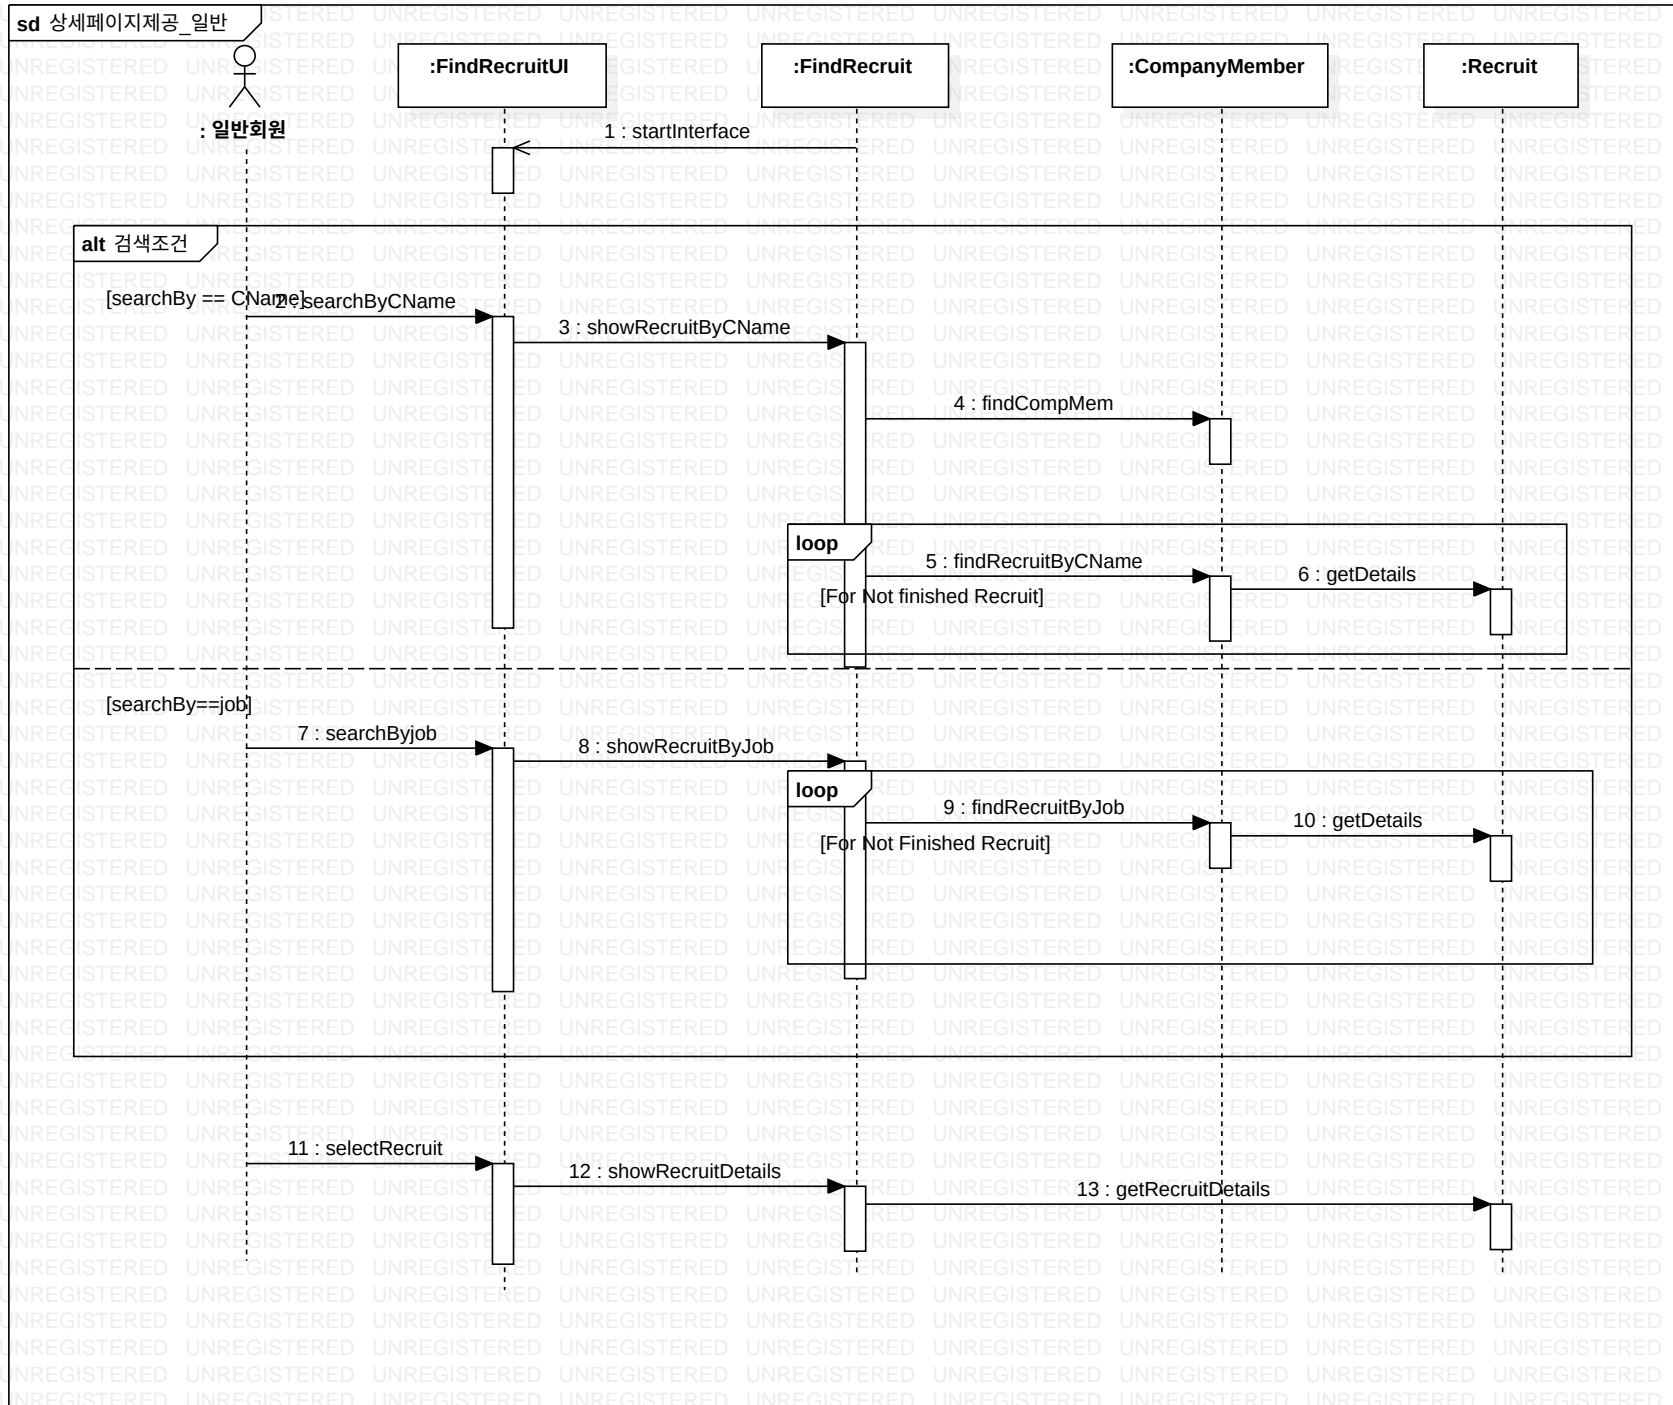 sd 상세페이지제공_일반
:FindRecruitUI
:FindRecruit
:CompanyMember
:Recruit
: 일반회원
1 : startInterface
alt 검색조건
[searchBy == CName]
2 : searchByCName
3 : showRecruitByCName
4 : findCompMem
loop
5 : findRecruitByCName
6 : getDetails
[For Not finished Recruit]
[searchBy==job]
7 : searchByjob
8 : showRecruitByJob
loop
9 : findRecruitByJob
10 : getDetails
[For Not Finished Recruit]
11 : selectRecruit
12 : showRecruitDetails
13 : getRecruitDetails
UNREGISTERED